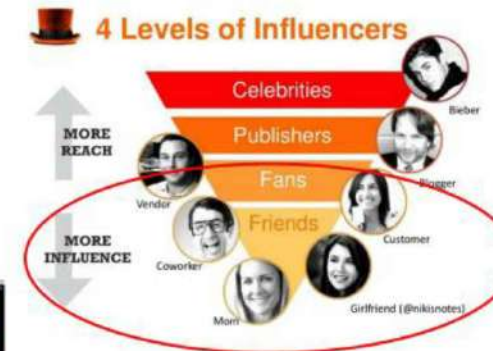 4 Levels of Influencers
Celebrities
Bieber
MORE
REACH
Publishers
Blogger
Fans
Vendor
Friends
Customer
MORE
INFLUENCE
Coworker
Mom
Girlfriend (@nikisnotes)